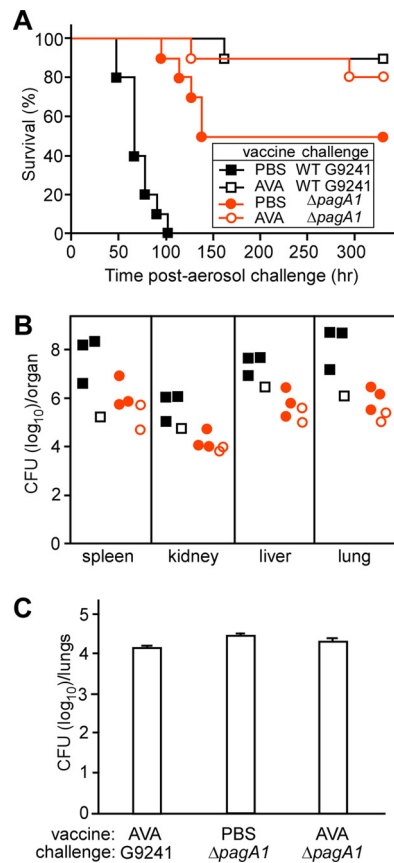 A
100
80
60
40
20
0
Survival (%)
vaccine challenge
PBS WT G9241
AVA WT G9241
PBS ΔpagA1
AVA ΔpagA1
0 50 100 150 200 250 300
Time post-aerosol challenge (hr)
B
8
6
4
2
0
CFU (log10)/organ
spleen kidney liver lung
C
5
4
3
2
1
0
CFU (log10)/lungs
vaccine: AVA PBS AVA
challenge: G9241 ΔpagA1 ΔpagA1